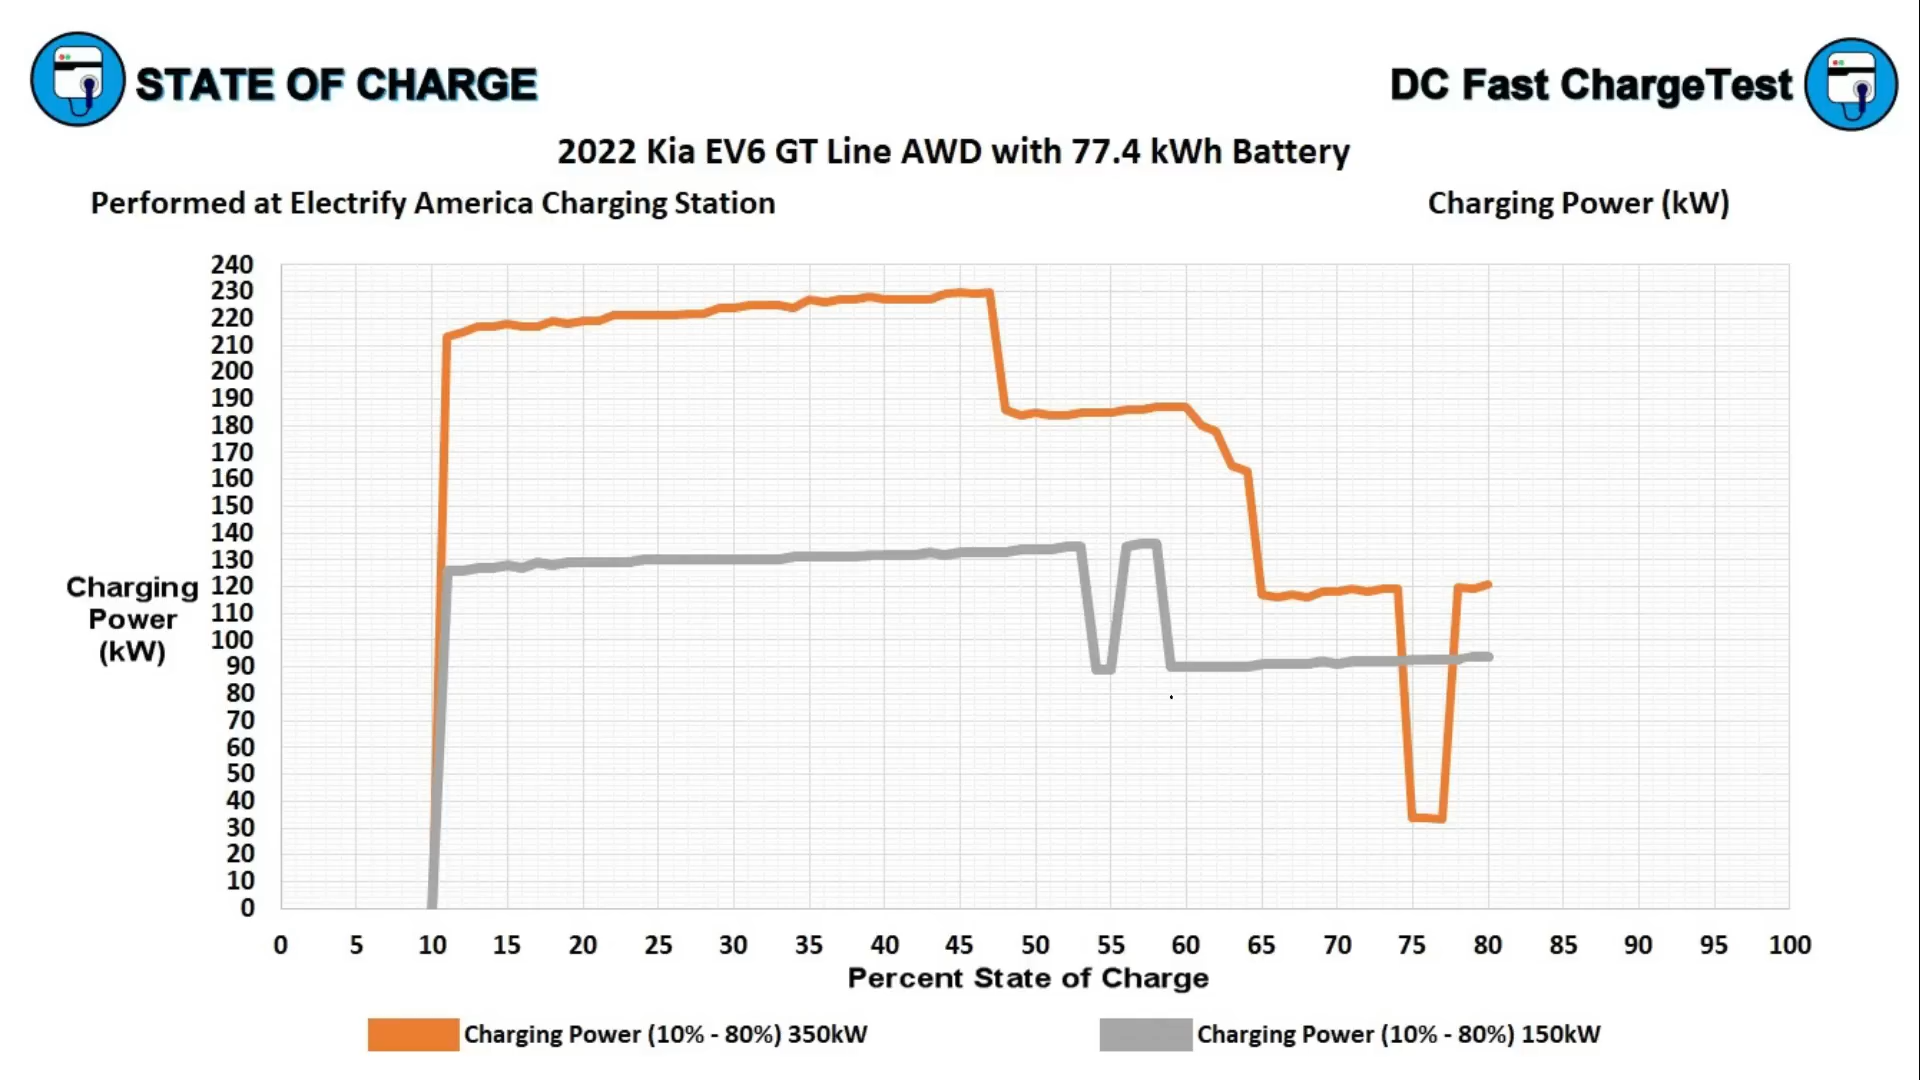 STATE OF CHARGE
DC Fast ChargeTest
2022 Kia EV6 GT Line AWD with 77.4 kWh Battery
Performed at Electrify America Charging Station
Charging Power (kW)
240
230
220
210
200
190
180
170
160
150
140
130
120
110
100
90
80
70
60
50
40
30
20
10
0
Charging
Power
(kW)
0 5 10 15 20 25 30 35 40 45 50 55 60 65 70 75 80 85 90 95 100
Percent State of Charge
Charging Power (10% - 80%) 350kW
Charging Power (10% - 80%) 150kW